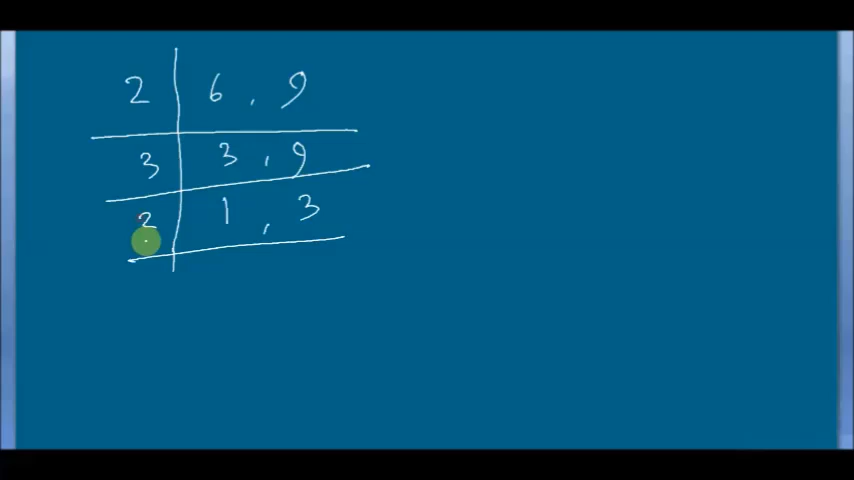 2 | 6 , 9
3 | 3 , 9
2 | 1 , 3